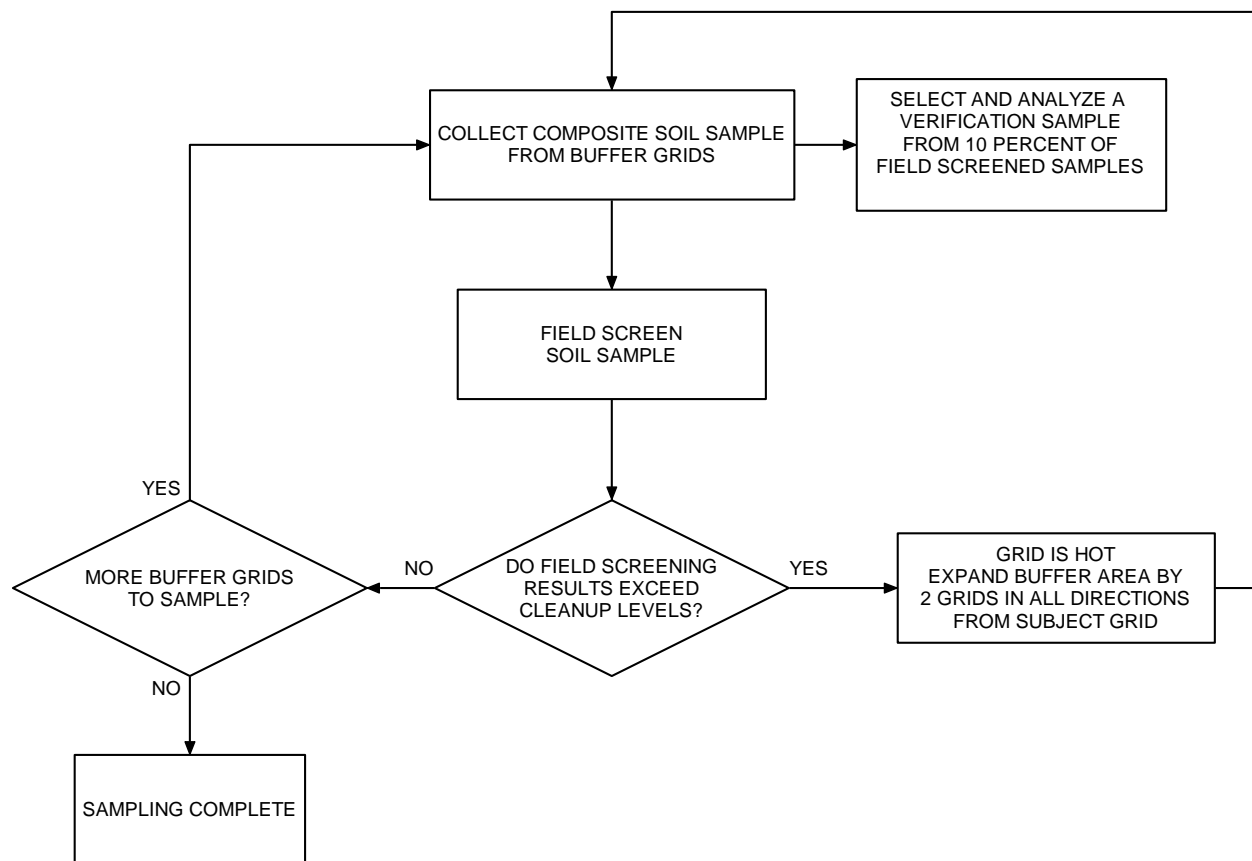 COLLECT COMPOSITE SOIL SAMPLE
FROM BUFFER GRIDS
SELECT AND ANALYZE A
VERIFICATION SAMPLE
FROM 10 PERCENT OF
FIELD SCREENED SAMPLES
FIELD SCREEN
SOIL SAMPLE
DO FIELD SCREENING
RESULTS EXCEED
CLEANUP LEVELS?
YES
GRID IS HOT
EXPAND BUFFER AREA BY
2 GRIDS IN ALL DIRECTIONS
FROM SUBJECT GRID
NO
MORE BUFFER GRIDS
TO SAMPLE?
YES
NO
SAMPLING COMPLETE